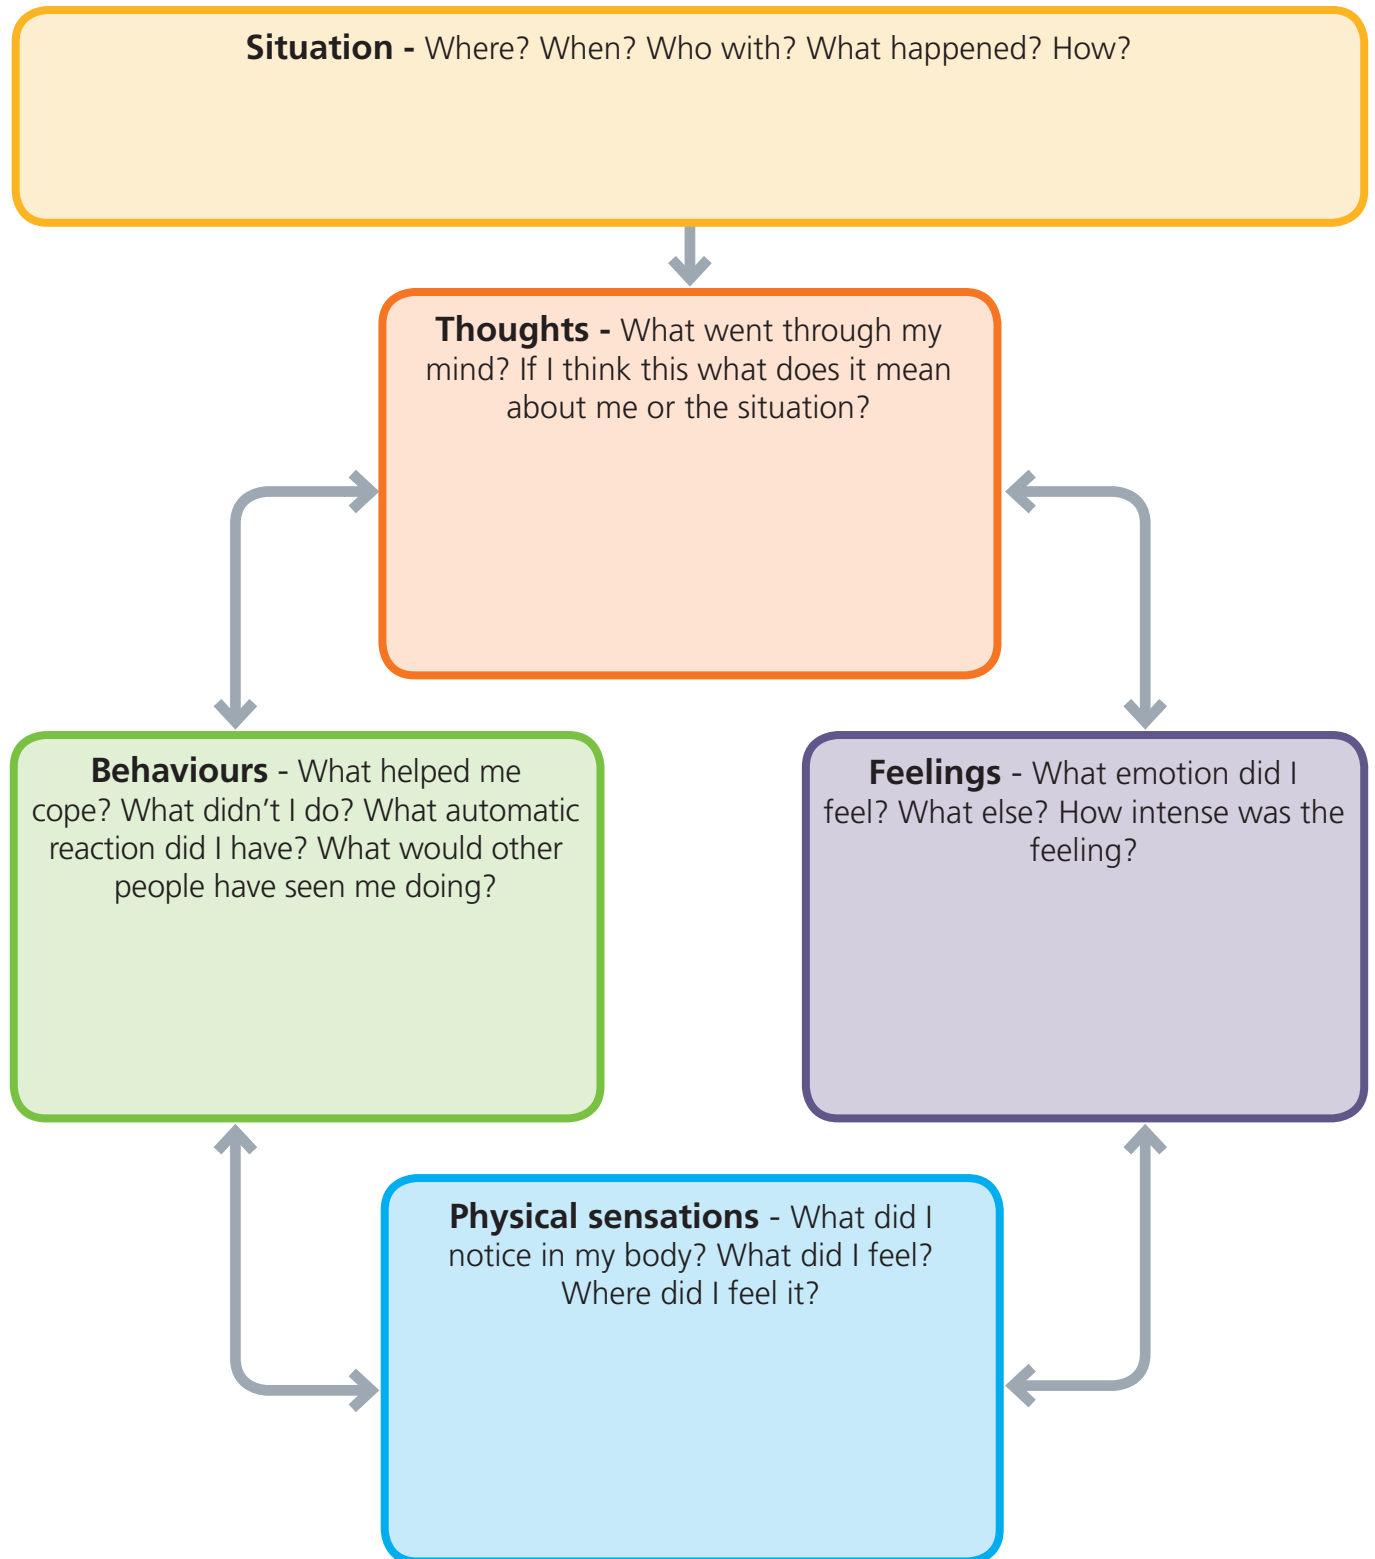 Situation - Where? When? Who with? What happened? How?
Thoughts - What went through my
mind? If I think this what does it mean
about me or the situation?
Behaviours - What helped me
cope? What didn’t I do? What automatic
reaction did I have? What would other
people have seen me doing?
Feelings - What emotion did I
feel? What else? How intense was the
feeling?
Physical sensations - What did I
notice in my body? What did I feel?
Where did I feel it?